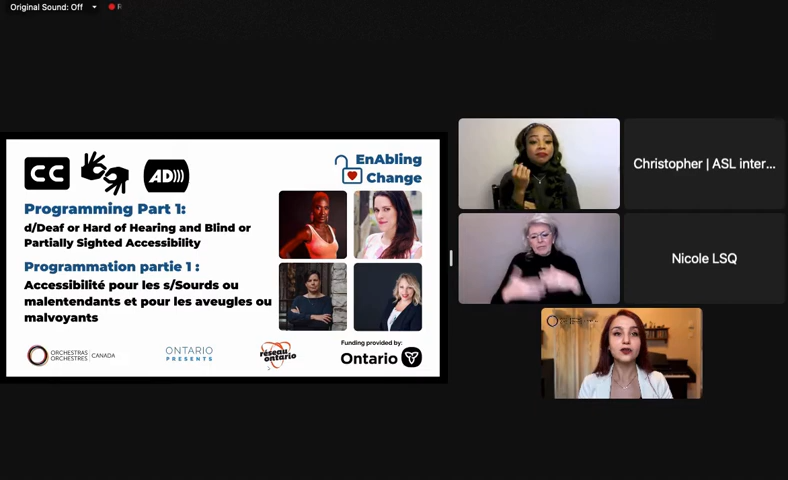 Original Sound: Off
CC
AD
EnAbling
Change
Programming Part 1:
d/Deaf or Hard of Hearing and Blind or
Partially Sighted Accessibility
Programmation partie 1 :
Accessibilité pour les s/Sourds ou
malentendants et pour les aveugles ou
malvoyants
ORCHESTRAS
ORCHESTRES CANADA
ONTARIO
PRESENTS
réseau
ontario
Funding provided by:
Ontario
Christopher | ASL inter...
Nicole LSQ